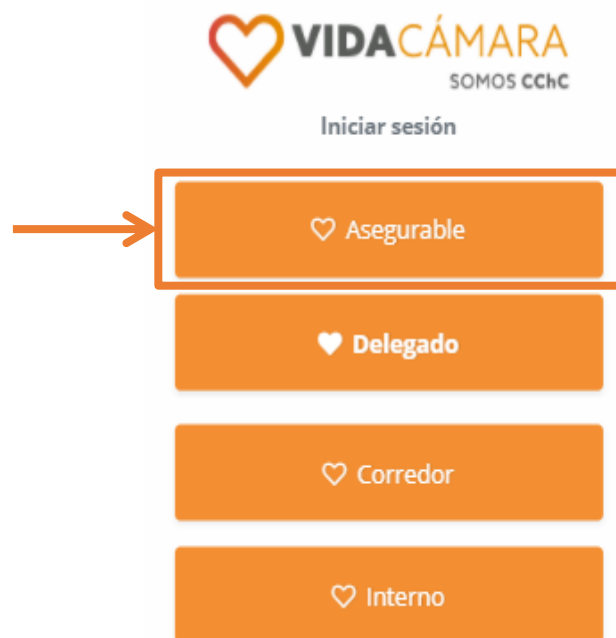 VIDACÁMARA
SOMOS CChC
Iniciar sesión
Asegurable
Delegado
Corredor
Interno